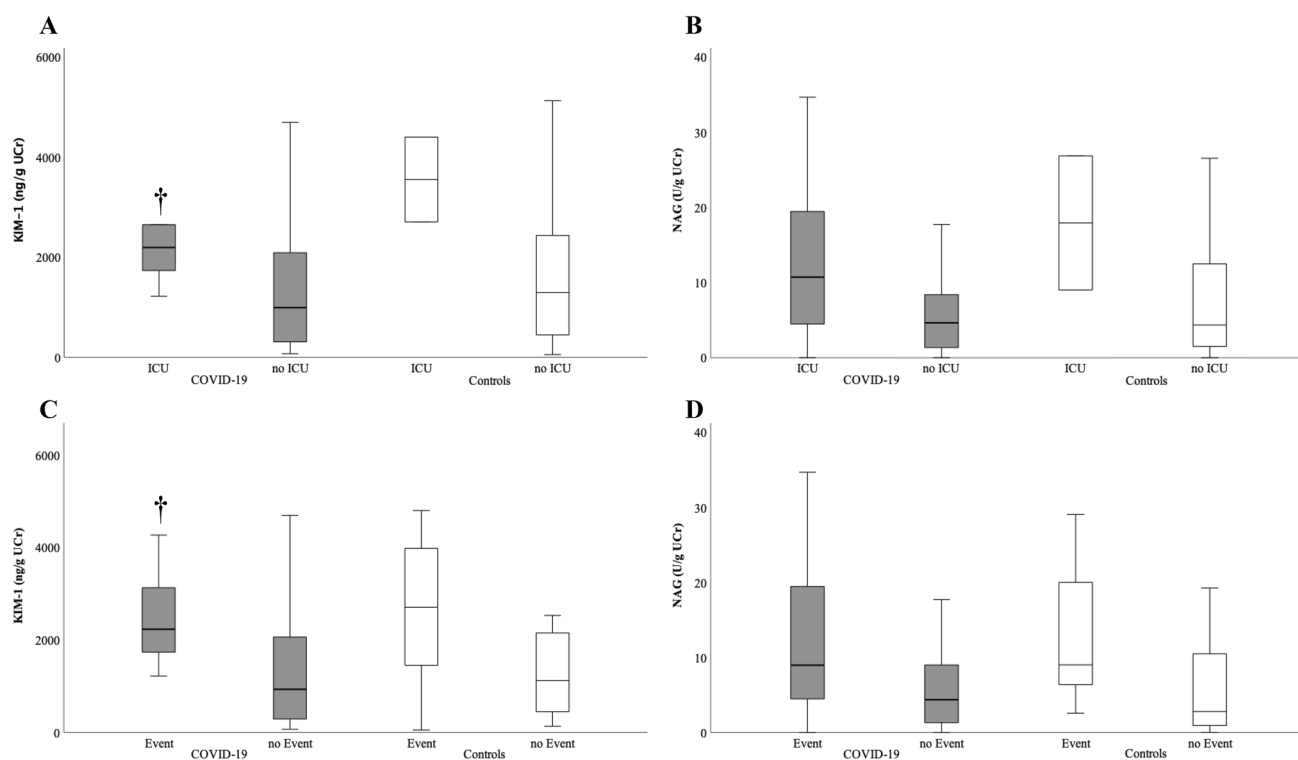 A
6000
4000
2000
0
KIM-1 (ng/g UCr)
†
ICU
no ICU
ICU
no ICU
COVID-19
Controls
B
40
30
20
10
0
NAG (U/g UCr)
ICU
no ICU
ICU
no ICU
COVID-19
Controls
C
6000
4000
2000
0
KIM-1 (ng/g UCr)
†
Event
no Event
Event
no Event
COVID-19
Controls
D
40
30
20
10
0
NAG (U/g UCr)
Event
no Event
Event
no Event
COVID-19
Controls